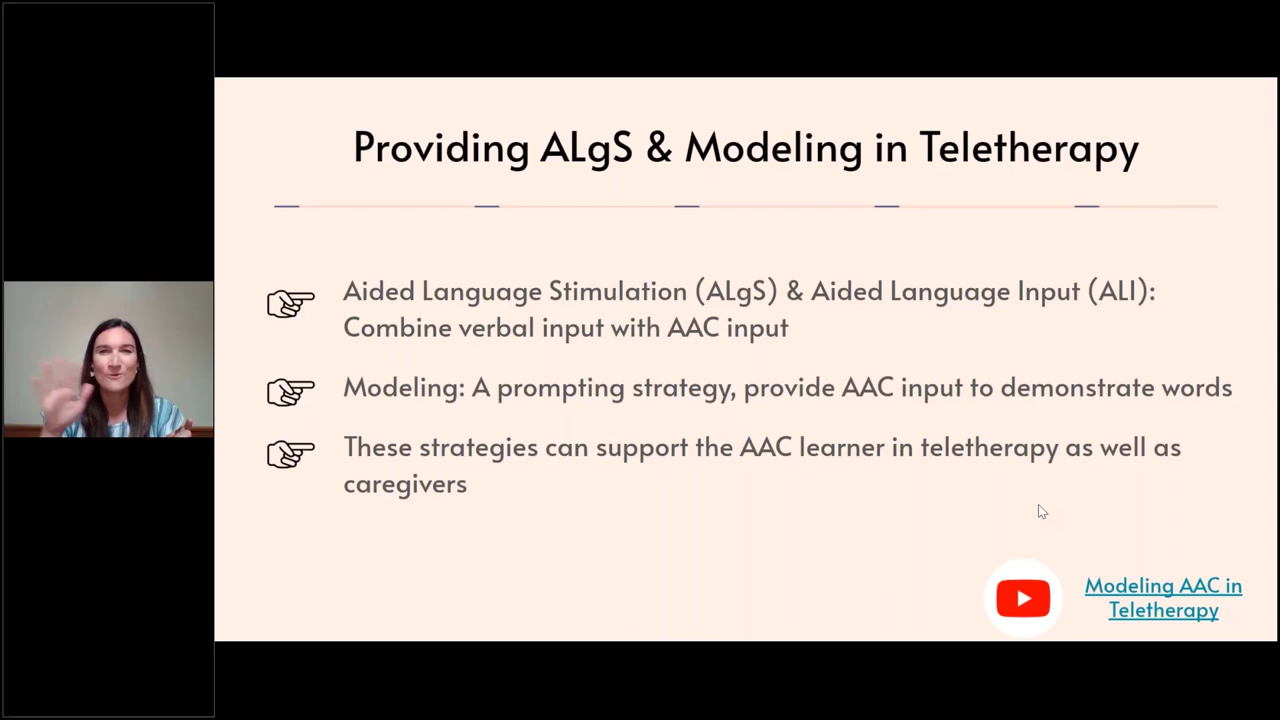 Providing ALgS & Modeling in Teletherapy
Aided Language Stimulation (ALgS) & Aided Language Input (ALI):
Combine verbal input with AAC input
Modeling: A prompting strategy, provide AAC input to demonstrate words
These strategies can support the AAC learner in teletherapy as well as
caregivers
Modeling AAC in
Teletherapy